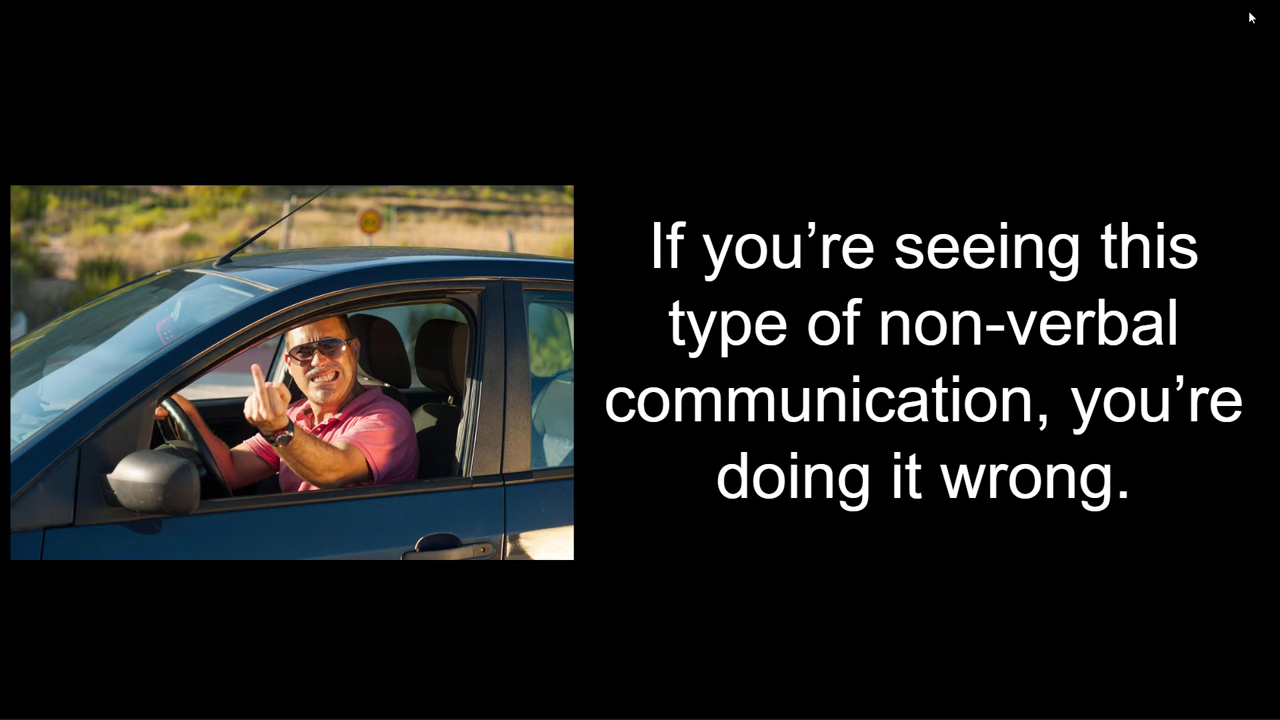 If you’re seeing this
type of non-verbal
communication, you’re
doing it wrong.